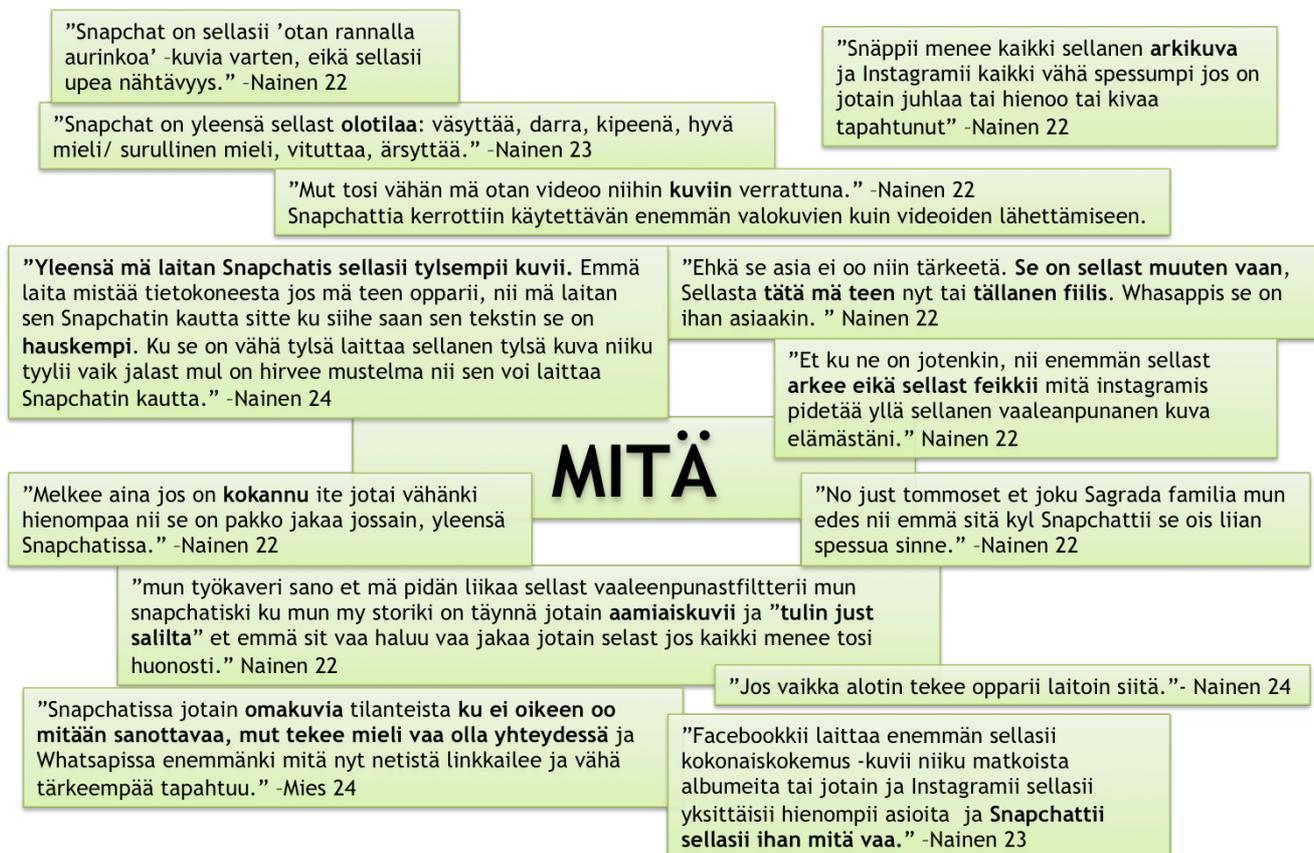 ”Snapchat on sellasii ’otan rannalla
aurinkoa’ –kuvia varten, eikä sellasii
upea nähtävyys.” –Nainen 22
”Snäppii menee kaikki sellanen arkikuva
ja Instagramii kaikki vähä spessumpi jos on
jotain juhlaa tai hienoo tai kivaa
tapahtunut” –Nainen 22
”Snapchat on yleensä sellast olotilaa: väsyttää, darra, kipeenä, hyvä
mieli/ surullinen mieli, vituttaa, ärsyttää.” –Nainen 23
”Mut tosi vähän mä otan videoo niihin kuviin verrattuna.” –Nainen 22
Snapchattia kerrottiin käytettävän enemmän valokuvien kuin videoiden lähettämiseen.
”Yleensä mä laitan Snapchatis sellasii tylsempii kuvii. Emmä
laita mistää tietokoneesta jos mä teen opparii, nii mä laitan
sen Snapchatin kautta sitte ku siihe saan sen tekstin se on
hauskempi. Ku se on vähä tylsä laittaa sellanen tylsä kuva niiku
tyylii vaik jalast mul on hirvee mustelma nii sen voi laittaa
Snapchatin kautta.” –Nainen 24
”Ehkä se asia ei oo niin tärkeetä. Se on sellast muuten vaan,
Sellasta tätä mä teen nyt tai tällanen fiilis. Whasappis se on
ihan asiaakin. ” Nainen 22
”Et ku ne on jotenkin, nii enemmän sellast
arkee eikä sellast feikkii mitä instagramis
pidetää yllä sellanen vaaleanpunanen kuva
elämästäni.” Nainen 22
MITÄ
”Melkee aina jos on kokannu ite jotai vähänki
hienompaa nii se on pakko jakaa jossain, yleensä
Snapchatissa.” –Nainen 22
”No just tommoset et joku Sagrada familia mun
edes nii emmä sitä kyl Snapchattii se ois liian
spessua sinne.” –Nainen 22
”mun työkaveri sano et mä pidän liikaa sellast vaaleenpunastfiltterii mun
snapchatiski ku mun my storiki on täynnä jotain aamiaiskuvii ja ”tulin just
salilta” et emmä sit vaa haluu vaa jakaa jotain selast jos kaikki menee tosi
huonosti.” Nainen 22
”Jos vaikka alotin tekee opparii laitoin siitä.”- Nainen 24
”Snapchatissa jotain omakuvia tilanteista ku ei oikeen oo
mitään sanottavaa, mut tekee mieli vaa olla yhteydessä ja
Whatsapissa enemmänki mitä nyt netistä linkkailee ja vähä
tärkeempää tapahtuu.” –Mies 24
”Facebookkii laittaa enemmän sellasii
kokonaiskokemus -kuvii niiku matkoista
albumeita tai jotain ja Instagramii sellasii
yksittäisii hienompii asioita ja Snapchattii
sellasii ihan mitä vaa.” –Nainen 23